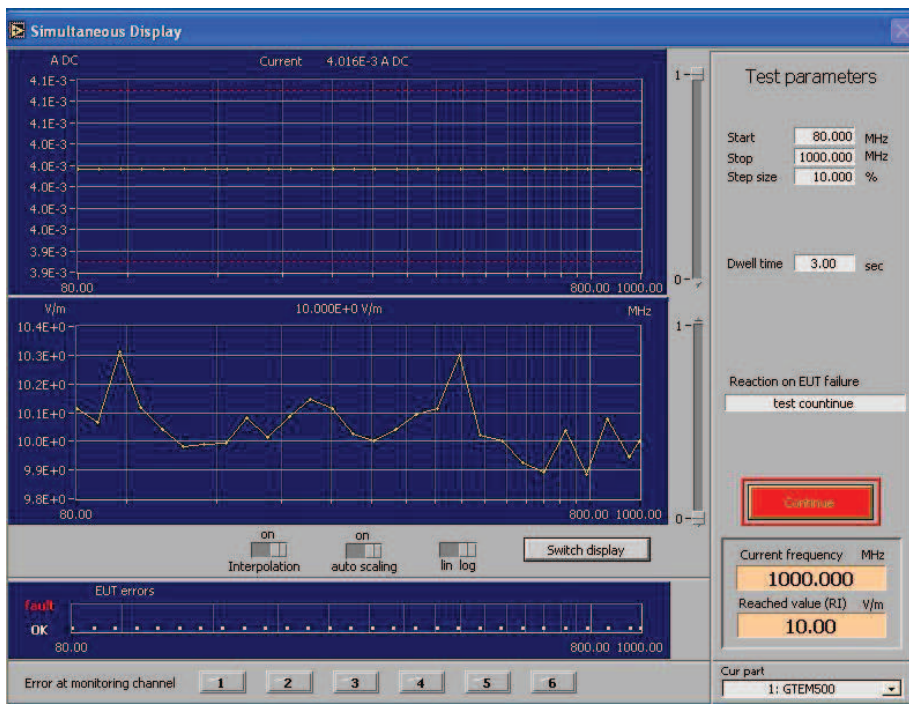 Simultaneous Display
A DC
Current 4.016E-3 A DC
4.1E-3
4.1E-3
4.1E-3
4.0E-3
4.0E-3
4.0E-3
4.0E-3
4.0E-3
3.9E-3
3.9E-3
80.00
800.00 1000.00
1
0
V/m
10.000E+0 V/m
MHz
10.4E+0
10.3E+0
10.2E+0
10.1E+0
10.0E+0
9.9E+0
9.8E+0
80.00
800.00 1000.00
1
0
on
Interpolation
on
auto scaling
lin log
Switch display
EUT errors
fault
OK
80.00
800.00 1000.00
Error at monitoring channel 1 2 3 4 5 6
Test parameters
Start 80.000 MHz
Stop 1000.000 MHz
Step size 10.000 %
Dwell time 3.00 sec
Reaction on EUT failure
test countinue
Continue
Current frequency MHz
1000.000
Reached value (RI) V/m
10.00
Cur part
1: GTEM500